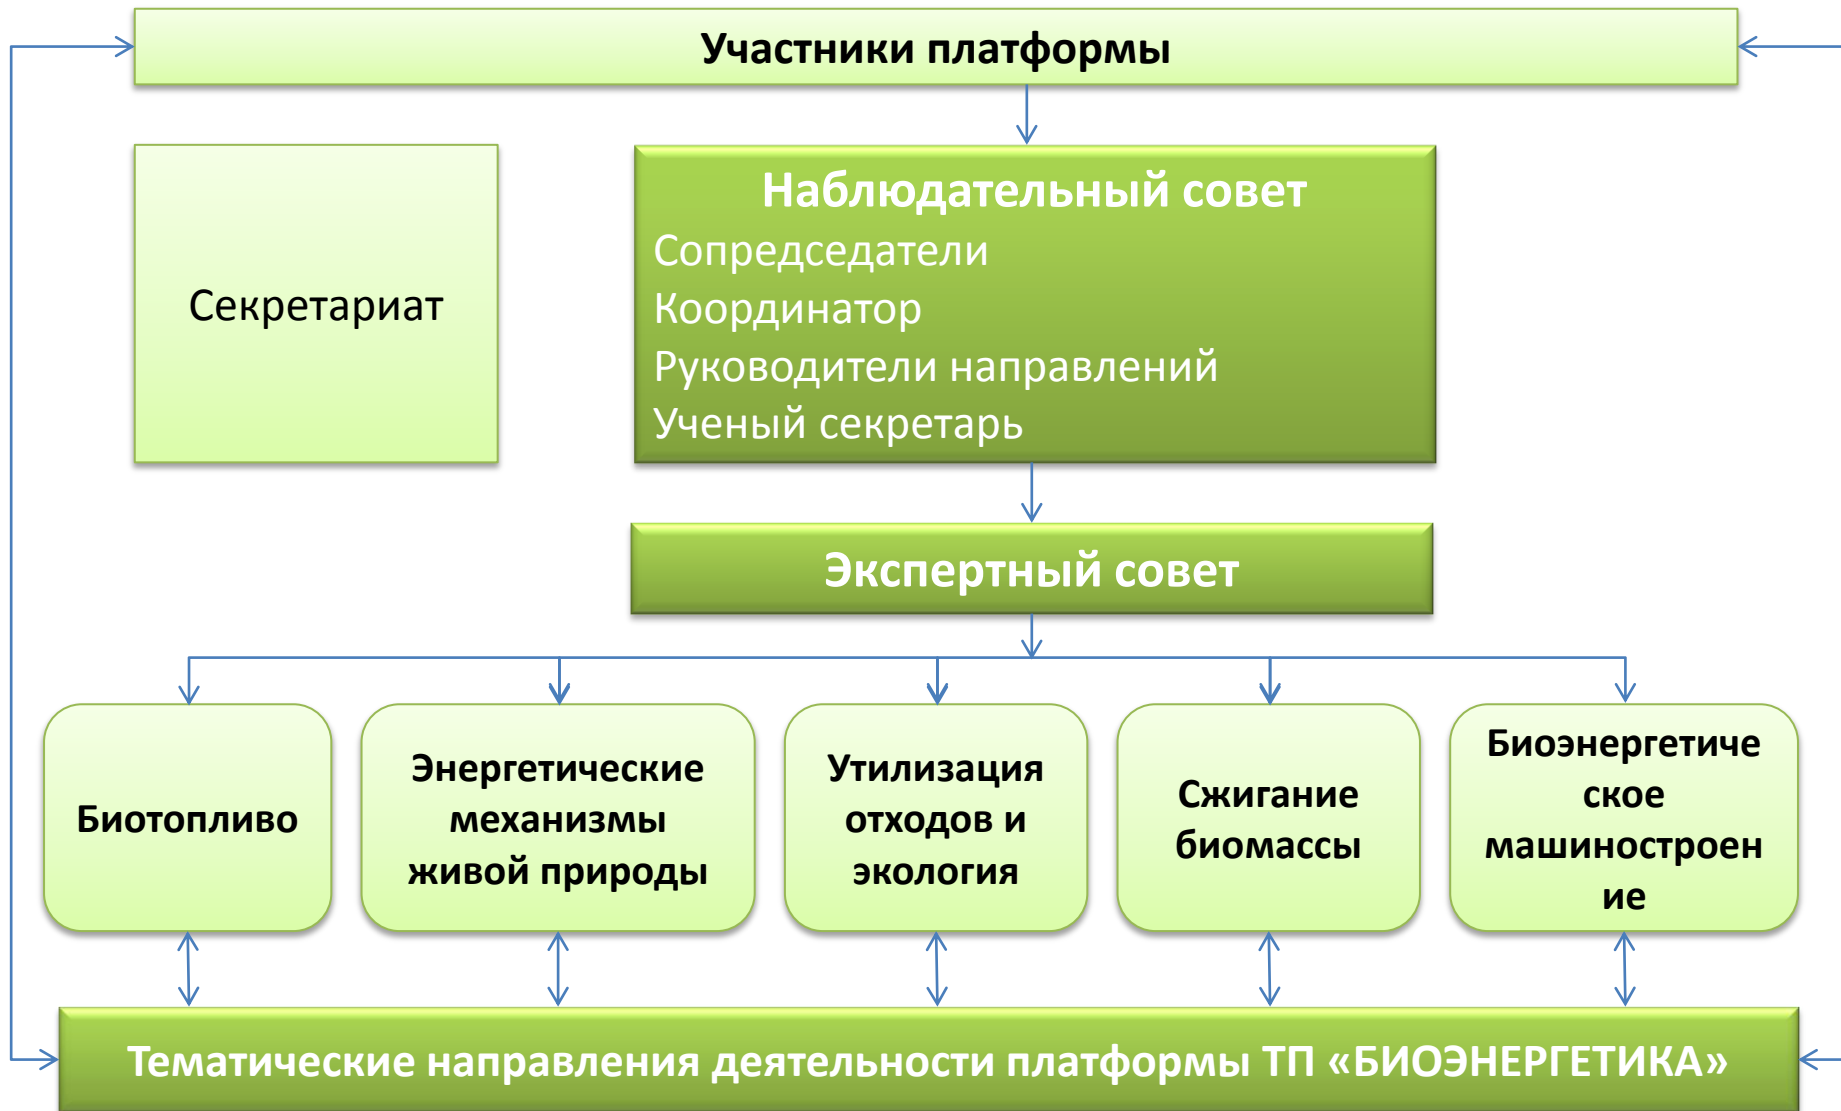 Участники платформы
Секретариат
Наблюдательный совет
Сопредседатели
Координатор
Руководители направлений
Ученый секретарь
Экспертный совет
Биотопливо
Энергетические
механизмы
живой природы
Утилизация
отходов и
экология
Сжигание
биомассы
Биоэнергетиче
ское
машиностроен
ие
Тематические направления деятельности платформы ТП «БИОЭНЕРГЕТИКА»